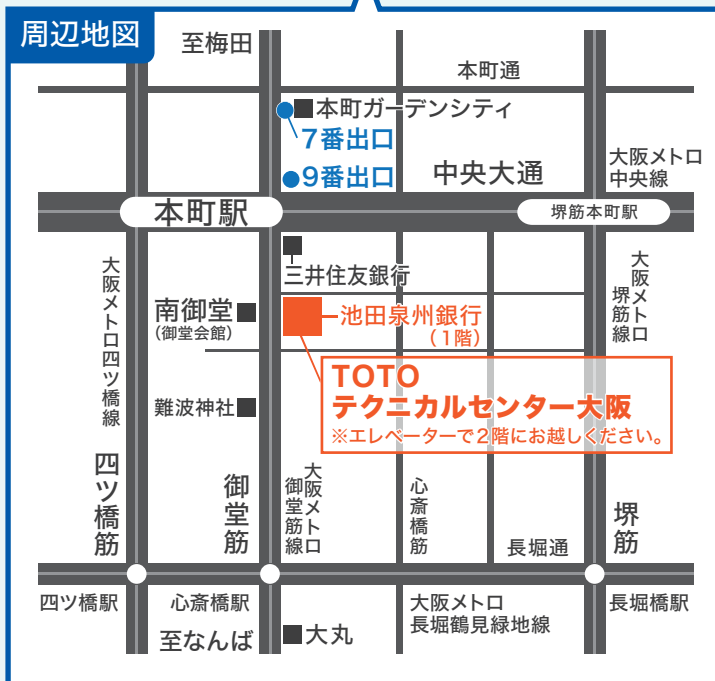 周辺地図
至梅田
本町通
本町ガーデンシティ
7番出口
9番出口
中央大通
大阪メトロ
中央線
本町駅
堺筋本町駅
三井住友銀行
大阪メトロ四ツ橋線
南御堂
(御堂会館)
池田泉州銀行
(1階)
大阪メトロ
堺筋線
TOTO
テクニカルセンター大阪
※エレベーターで2階にお越しください。
難波神社
四ツ橋筋
御堂筋
大阪メトロ
御堂筋線
心斎橋筋
堺筋
長堀通
四ツ橋駅
心斎橋駅
大阪メトロ
長堀鶴見緑地線
長堀橋駅
至なんば
大丸